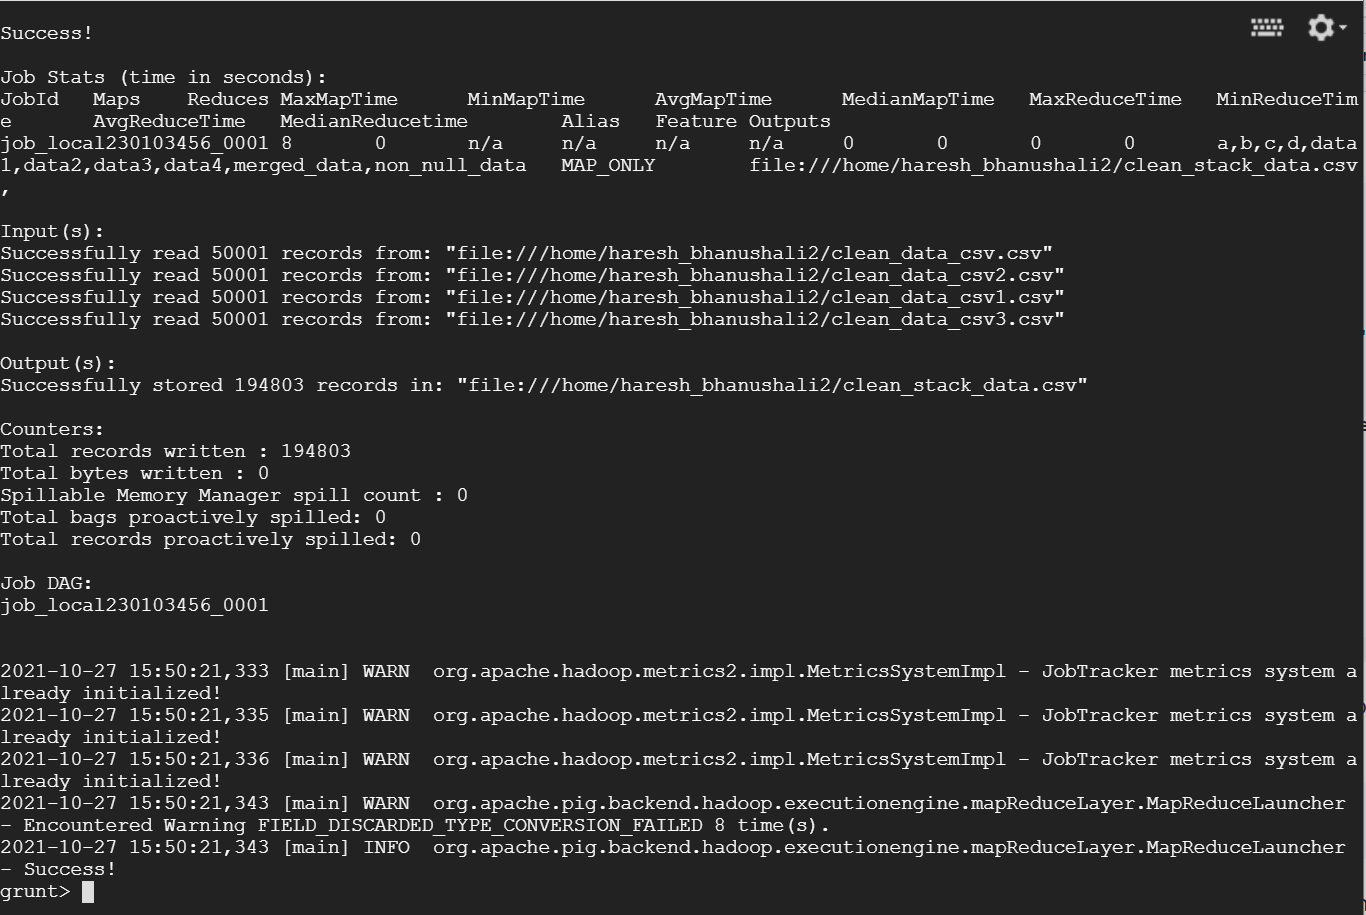 Success!
Job Stats (time in seconds):
JobId   Maps    Reduces MaxMapTime      MinMapTime      AvgMapTime      MedianMapTime   MaxReduceTime   MinReduceTim
e       AvgReduceTime   MedianReducetime        Alias   Feature Outputs
job_local230103456_0001 8       0       n/a     n/a     n/a     n/a     0       0       0       0       a,b,c,d,data
1,data2,data3,data4,merged_data,non_null_data   MAP_ONLY        file:///home/haresh_bhanushali2/clean_stack_data.csv
,
Input(s):
Successfully read 50001 records from: "file:///home/haresh_bhanushali2/clean_data_csv.csv"
Successfully read 50001 records from: "file:///home/haresh_bhanushali2/clean_data_csv2.csv"
Successfully read 50001 records from: "file:///home/haresh_bhanushali2/clean_data_csv1.csv"
Successfully read 50001 records from: "file:///home/haresh_bhanushali2/clean_data_csv3.csv"
Output(s):
Successfully stored 194803 records in: "file:///home/haresh_bhanushali2/clean_stack_data.csv"
Counters:
Total records written : 194803
Total bytes written : 0
Spillable Memory Manager spill count : 0
Total bags proactively spilled: 0
Total records proactively spilled: 0
Job DAG:
job_local230103456_0001
2021-10-27 15:50:21,333 [main] WARN  org.apache.hadoop.metrics2.impl.MetricsSystemImpl - JobTracker metrics system a
lready initialized!
2021-10-27 15:50:21,335 [main] WARN  org.apache.hadoop.metrics2.impl.MetricsSystemImpl - JobTracker metrics system a
lready initialized!
2021-10-27 15:50:21,336 [main] WARN  org.apache.hadoop.metrics2.impl.MetricsSystemImpl - JobTracker metrics system a
lready initialized!
2021-10-27 15:50:21,343 [main] WARN  org.apache.pig.backend.hadoop.executionengine.mapReduceLayer.MapReduceLauncher
- Encountered Warning FIELD_DISCARDED_TYPE_CONVERSION_FAILED 8 time(s).
2021-10-27 15:50:21,343 [main] INFO  org.apache.pig.backend.hadoop.executionengine.mapReduceLayer.MapReduceLauncher
- Success!
grunt>